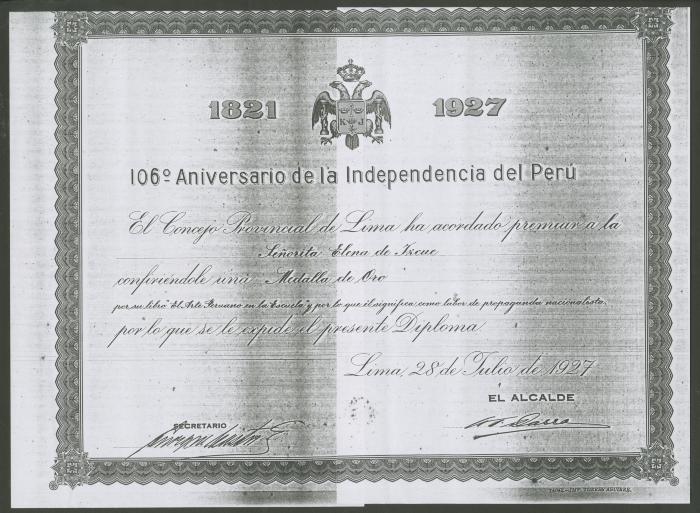 1821 1927
K J
106º Aniversario de la Independencia del Perú
El Concejo Provincial de Lima ha acordado premiar a la
Señorita Elena de Izcue
confiriéndole una Medalla de Oro
por su libro "El Arte Peruano en la Escuela" y por lo que él significa como labor de propaganda nacionalista.
por lo que se le expide el presente Diploma.
Lima, 28 de Julio de 1927
EL ALCALDE
SECRETARIO